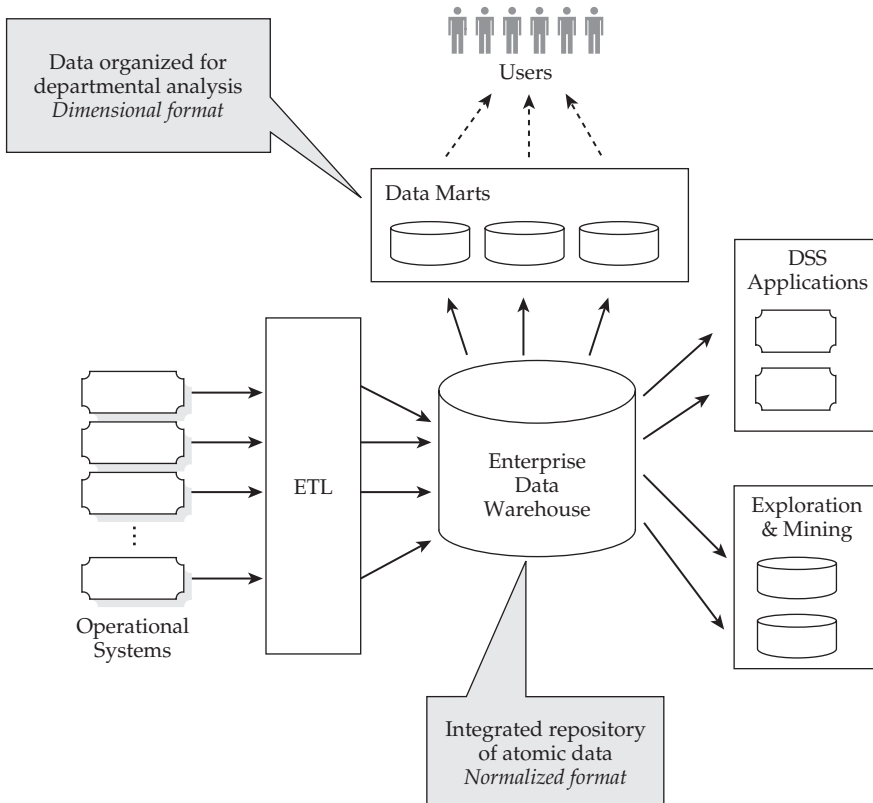 Data organized for
departmental analysis
Dimensional format
Users
Data Marts
DSS
Applications
ETL
Enterprise
Data
Warehouse
Exploration
& Mining
Operational
Systems
Integrated repository
of atomic data
Normalized format